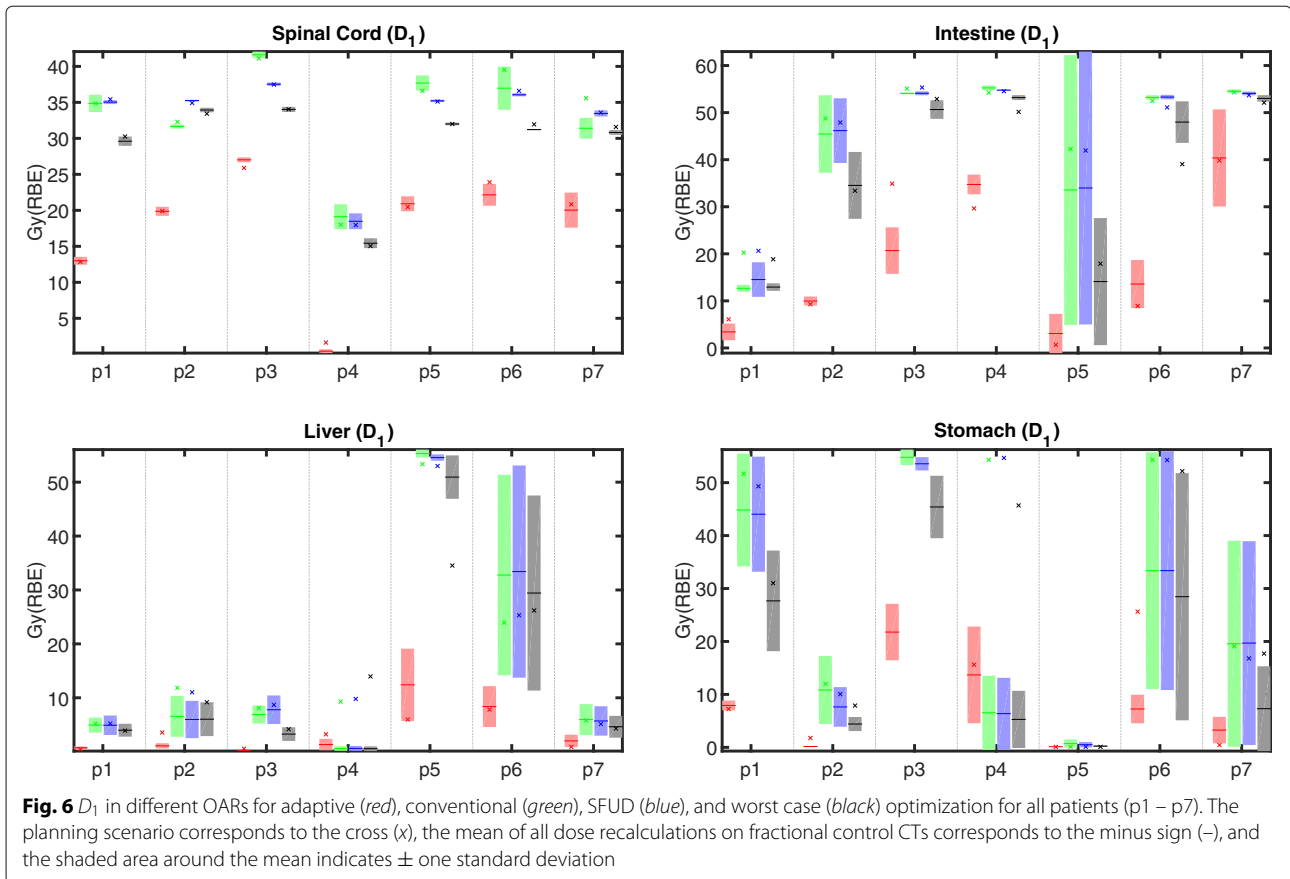 Spinal Cord (D1)
Gy(RBE)
40
35
30
25
20
15
10
5
p1 p2 p3 p4 p5 p6 p7
Intestine (D1)
60
50
40
30
20
10
0
p1 p2 p3 p4 p5 p6 p7
Liver (D1)
Gy(RBE)
50
40
30
20
10
p1 p2 p3 p4 p5 p6 p7
Stomach (D1)
Gy(RBE)
50
40
30
20
10
0
p1 p2 p3 p4 p5 p6 p7
Fig. 6 D1 in different OARs for adaptive (red), conventional (green), SFUD (blue), and worst case (black) optimization for all patients (p1 – p7). The
planning scenario corresponds to the cross (x), the mean of all dose recalculations on fractional control CTs corresponds to the minus sign (–), and
the shaded area around the mean indicates ± one standard deviation